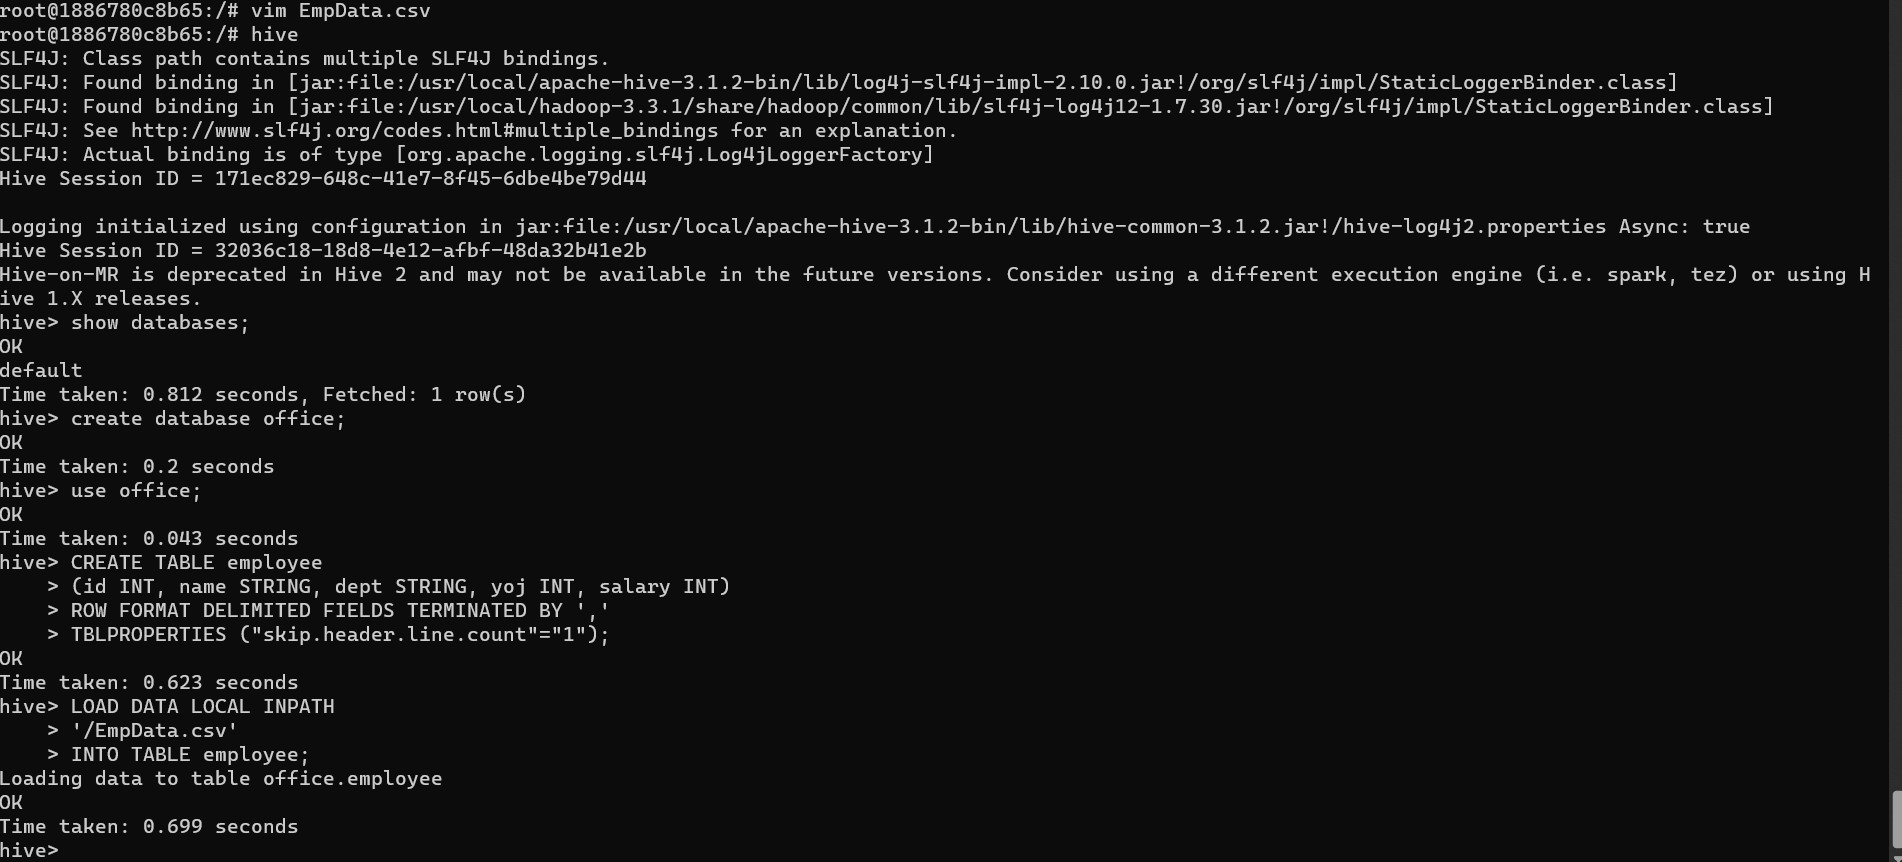 root@1886780c8b65:/# vim EmpData.csv
root@1886780c8b65:/# hive
SLF4J: Class path contains multiple SLF4J bindings.
SLF4J: Found binding in [jar:file:/usr/local/apache-hive-3.1.2-bin/lib/log4j-slf4j-impl-2.10.0.jar!/org/slf4j/impl/StaticLoggerBinder.class]
SLF4J: Found binding in [jar:file:/usr/local/hadoop-3.3.1/share/hadoop/common/lib/slf4j-log4j12-1.7.30.jar!/org/slf4j/impl/StaticLoggerBinder.class]
SLF4J: See http://www.slf4j.org/codes.html#multiple_bindings for an explanation.
SLF4J: Actual binding is of type [org.apache.logging.slf4j.Log4jLoggerFactory]
Hive Session ID = 171ec829-648c-41e7-8f45-6dbe4be79d44

Logging initialized using configuration in jar:file:/usr/local/apache-hive-3.1.2-bin/lib/hive-common-3.1.2.jar!/hive-log4j2.properties Async: true
Hive Session ID = 32036c18-18d8-4e12-afbf-48da32b41e2b
Hive-on-MR is deprecated in Hive 2 and may not be available in the future versions. Consider using a different execution engine (i.e. spark, tez) or using H
ive 1.X releases.
hive> show databases;
OK
default
Time taken: 0.812 seconds, Fetched: 1 row(s)
hive> create database office;
OK
Time taken: 0.2 seconds
hive> use office;
OK
Time taken: 0.043 seconds
hive> CREATE TABLE employee
    > (id INT, name STRING, dept STRING, yoj INT, salary INT)
    > ROW FORMAT DELIMITED FIELDS TERMINATED BY ','
    > TBLPROPERTIES ("skip.header.line.count"="1");
OK
Time taken: 0.623 seconds
hive> LOAD DATA LOCAL INPATH
    > '/EmpData.csv'
    > INTO TABLE employee;
Loading data to table office.employee
OK
Time taken: 0.699 seconds
hive>